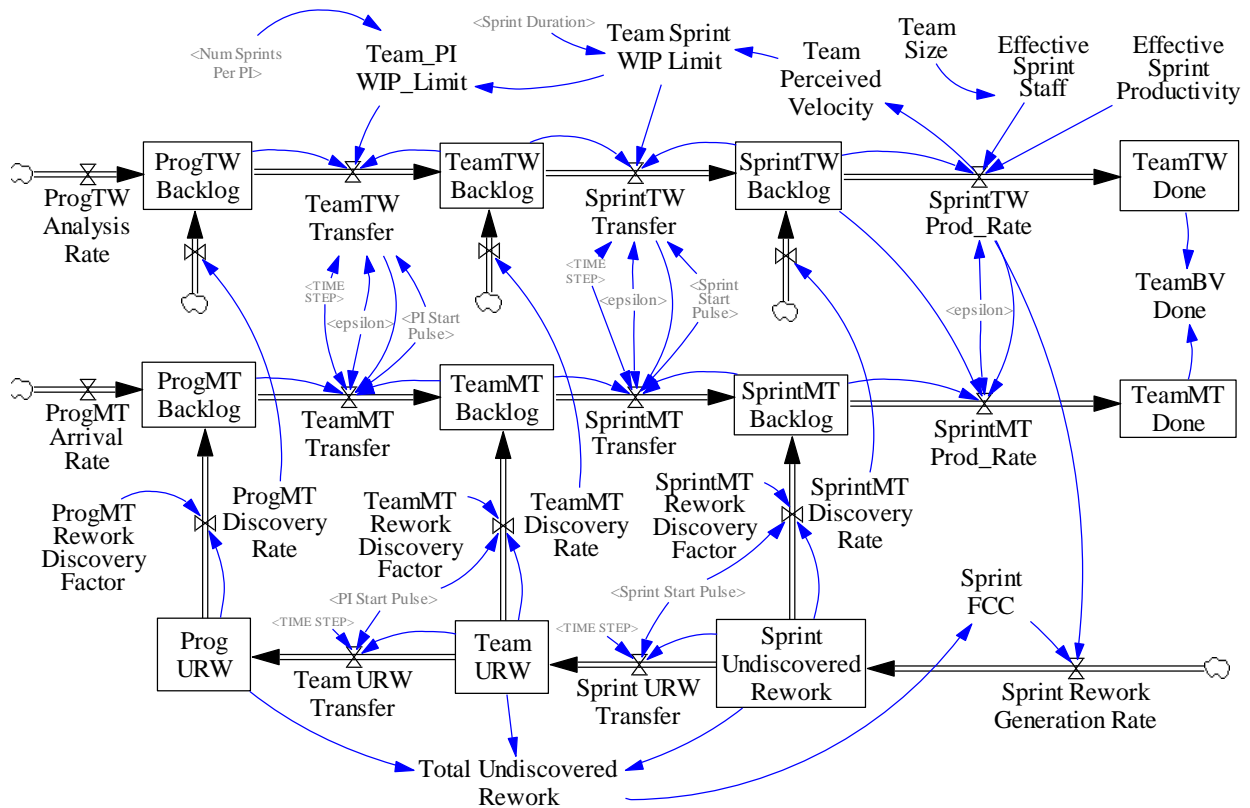 <Sprint Duration>
<Num Sprints
Per PI>
Team_PI
WIP_Limit
Team Sprint
WIP Limit
Team
Perceived
Velocity
Team
Size
Effective
Sprint
Staff
Effective
Sprint
Productivity
ProgTW
Backlog
TeamTW
Backlog
SprintTW
Backlog
TeamTW
Done
ProgTW
Analysis
Rate
TeamTW
Transfer
SprintTW
Transfer
SprintTW
Prod_Rate
<TIME
STEP>
<epsilon>
<PI Start
Pulse>
<TIME
STEP>
<epsilon>
<Sprint
Start
Pulse>
<epsilon>
TeamBV
Done
ProgMT
Backlog
TeamMT
Backlog
SprintMT
Backlog
TeamMT
Done
ProgMT
Arrival
Rate
TeamMT
Transfer
SprintMT
Transfer
SprintMT
Prod_Rate
ProgMT
Rework
Discovery
Factor
ProgMT
Discovery
Rate
TeamMT
Rework
Discovery
Factor
TeamMT
Discovery
Rate
SprintMT
Rework
Discovery
Factor
SprintMT
Discovery
Rate
<PI Start Pulse>
<TIME STEP>
<Sprint Start Pulse>
<TIME STEP>
Sprint
FCC
Prog
URW
Team
URW
Sprint
Undiscovered
Rework
Team URW
Transfer
Sprint URW
Transfer
Sprint Rework
Generation Rate
Total Undiscovered
Rework